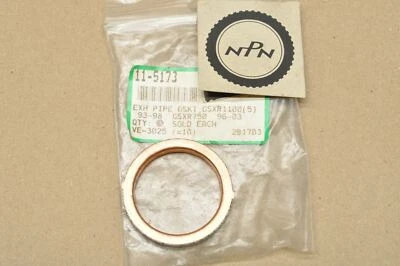 NPN
11-5173
EXH PIPE GSKT GSXR1100(5)
93-98 GSXR750 96-03
QTY: SOLD EACH
VE-3025 (=10) 281703